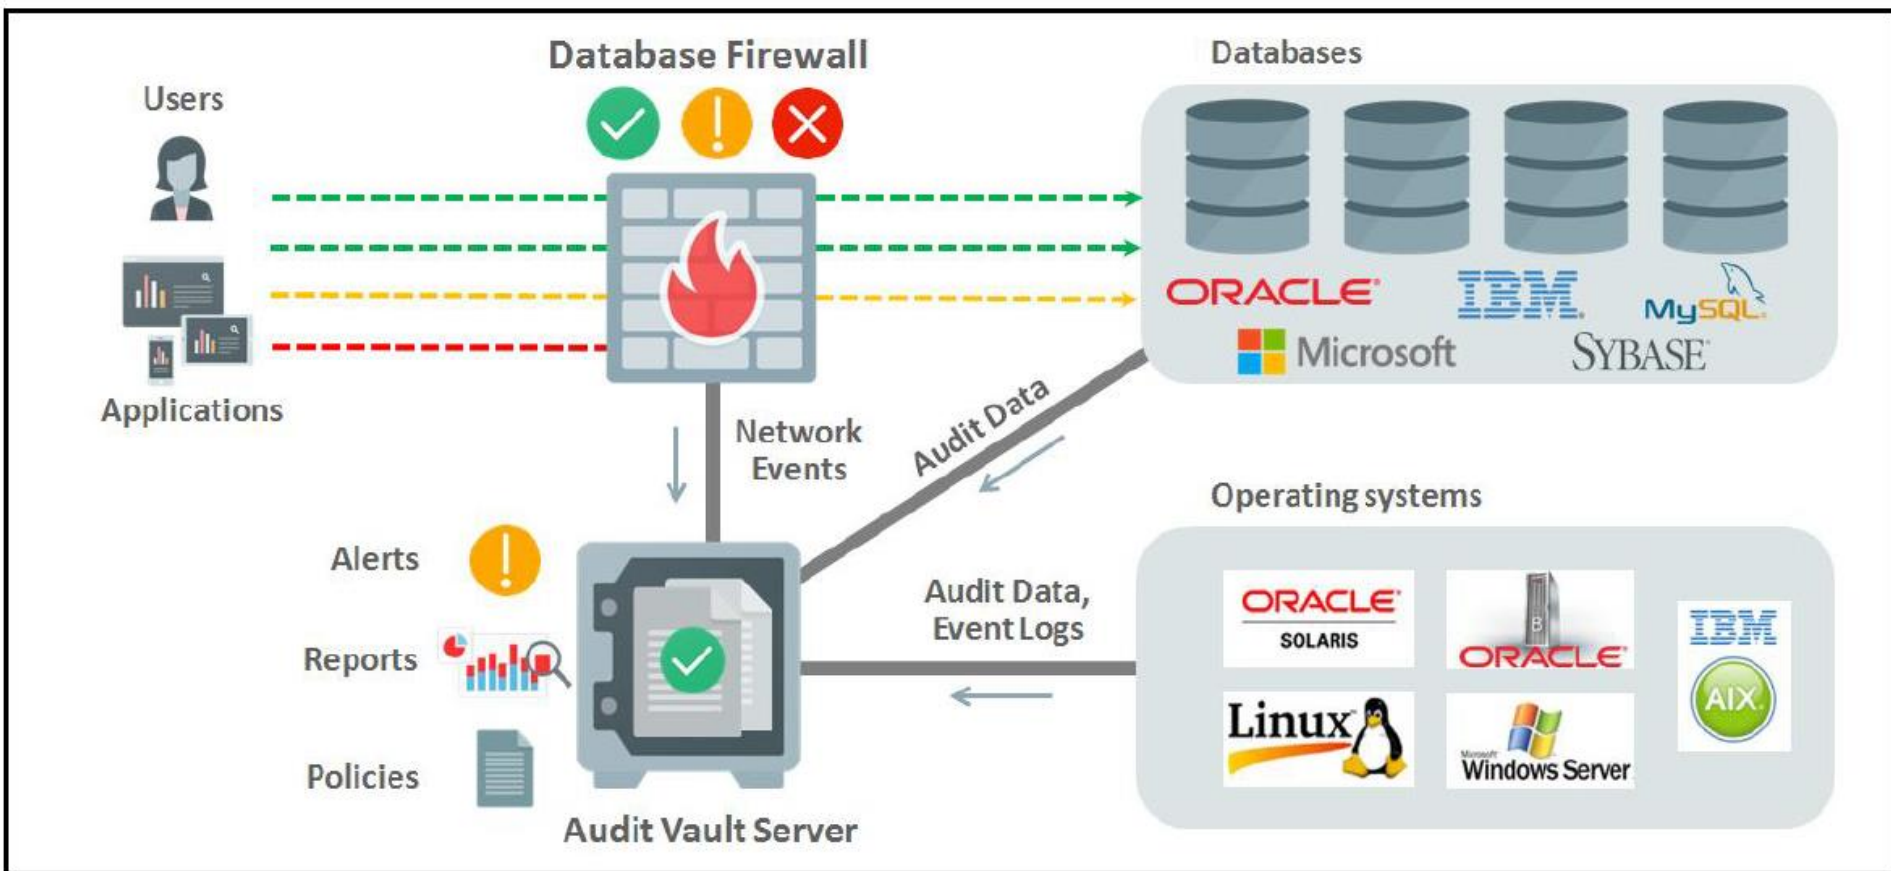 Database Firewall
Databases
Users
ORACLE®
IBM®
MySQL®
Microsoft
SYBASE®
Applications
Network
Events
Audit Data
Operating systems
Alerts
Audit Data,
Event Logs
ORACLE®
SOLARIS
B
ORACLE®
IBM
AIX
Reports
Linux
Microsoft
Windows Server
Policies
Audit Vault Server